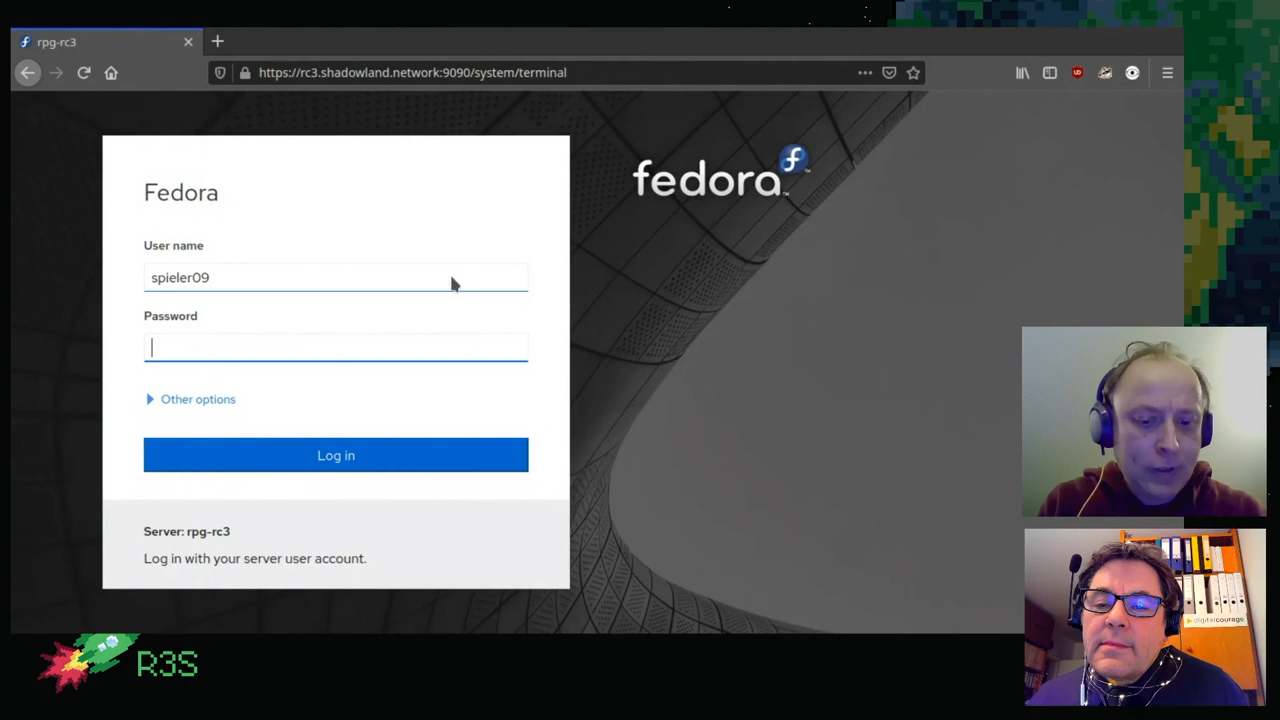 rpg-rc3
https://rc3.shadowland.network:9090/system/terminal
fedora
Fedora
User name
spieler09
Password
Other options
Log in
Server: rpg-rc3
Log in with your server user account.
digitalcourage
R3S